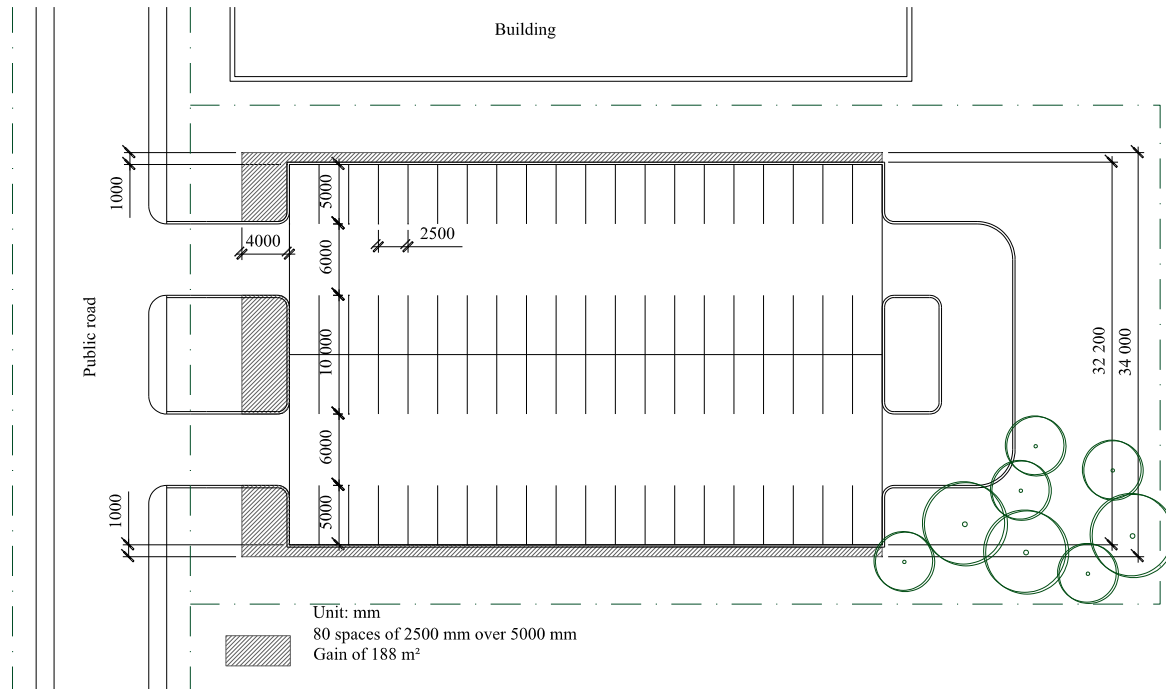 Building
1000
5000
4000
2500
6000
Public road
10 000
32 200
34 000
6000
1000
5000
Unit: mm
80 spaces of 2500 mm over 5000 mm
Gain of 188 m²